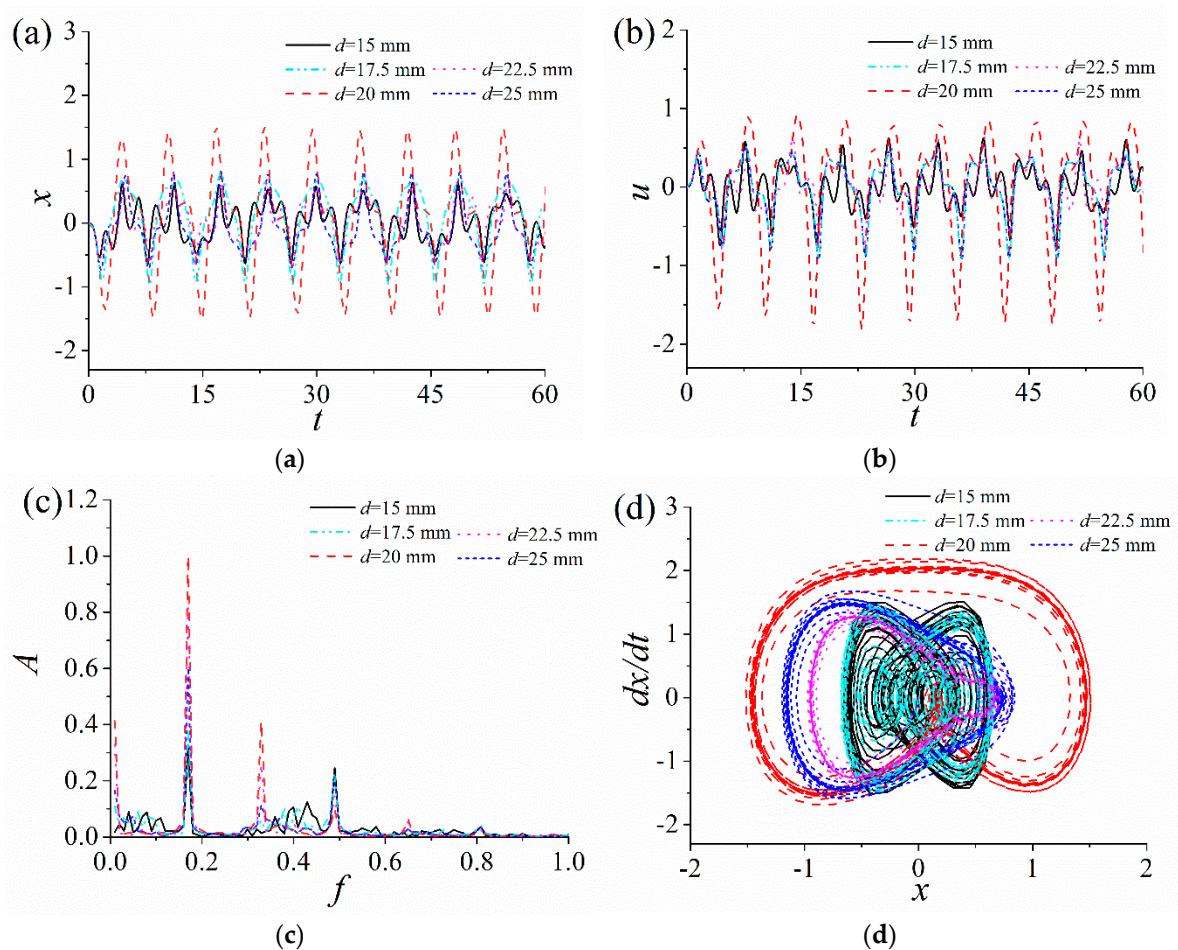 (a)
3
2
1
0
-1
-2
x
0 15 30 45 60
t
d=15 mm
d=17.5 mm d=22.5 mm
d=20 mm d=25 mm
(a)
(b)
2
1
0
-1
-2
u
0 15 30 45 60
t
d=15 mm
d=17.5 mm d=22.5 mm
d=20 mm d=25 mm
(b)
(c)
1.2
1.0
0.8
0.6
0.4
0.2
0.0
A
0.0 0.2 0.4 0.6 0.8 1.0
f
d=15 mm
d=17.5 mm d=22.5 mm
d=20 mm d=25 mm
(c)
(d)
3
2
1
0
-1
-2
dx/dt
-2 -1 0 1 2
x
d=15 mm
d=17.5 mm d=22.5 mm
d=20 mm d=25 mm
(d)